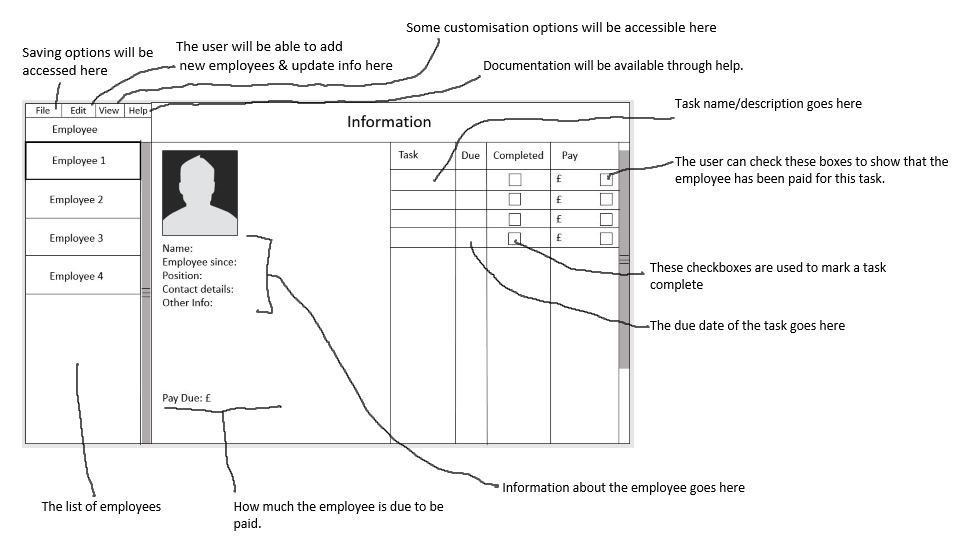 Some customisation options will be accessible here
Saving options will be
accessed here
The user will be able to add
new employees & update info here
Documentation will be available through help.
Task name/description goes here
File Edit View Help
Information
Employee
Employee 1
Employee 2
Employee 3
Employee 4
Name:
Employee since:
Position:
Contact details:
Other Info:
Pay Due: £
Task Due Completed Pay
£
£
£
£
The user can check these boxes to show that the
employee has been paid for this task.
These checkboxes are used to mark a task
complete
The due date of the task goes here
Information about the employee goes here
The list of employees
How much the employee is due to be
paid.